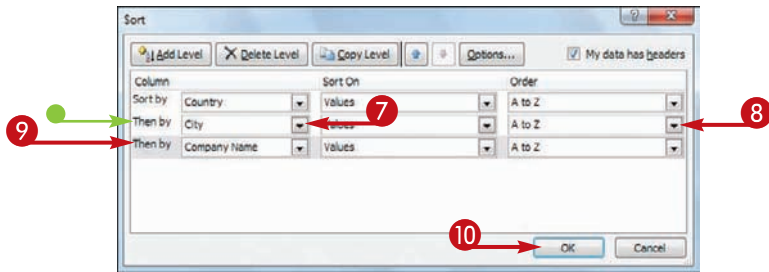 Sort
Add Level Delete Level Copy Level Options... My data has headers
Column Sort On Order
Sort by Country Values A to Z
Then by City Values A to Z
Then by Company Name Values A to Z
7
8
9
10
OK Cancel